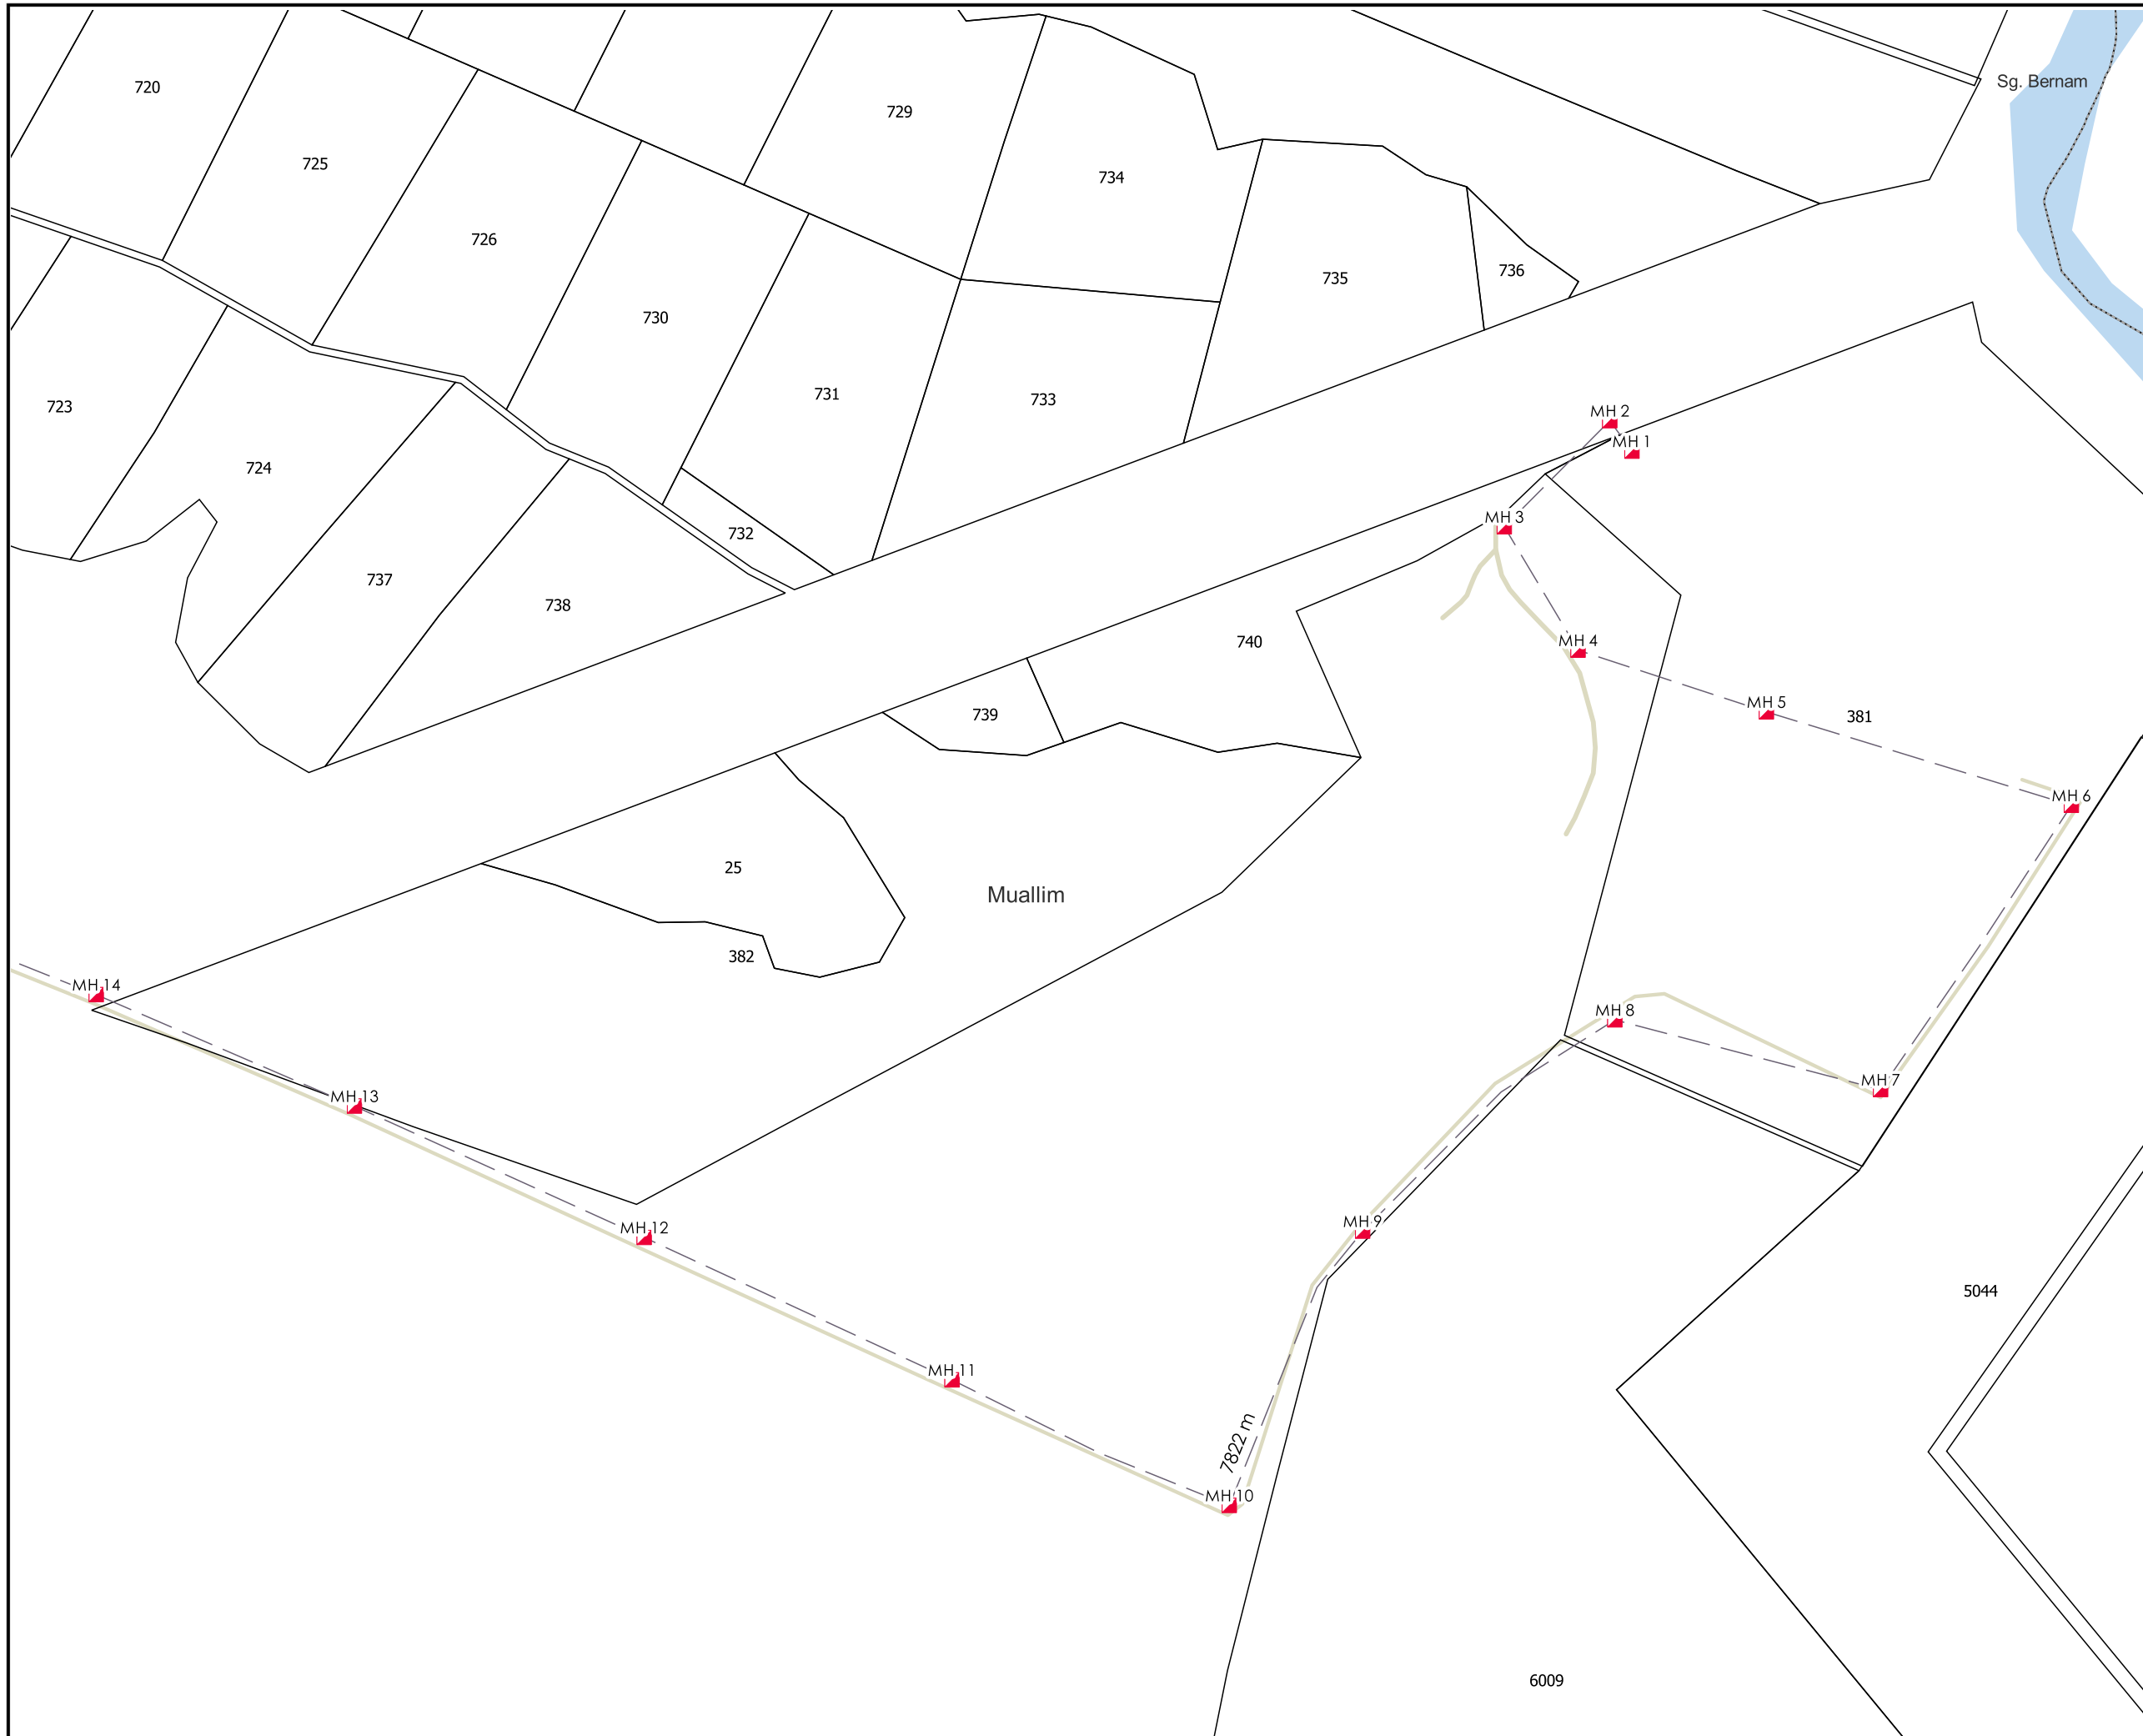 Sg. Bernam
720
729
725
734
726
736
735
730
731
733
723
MH 2
MH 1
724
MH 3
732
737
738
740
MH 4
MH 5
739
381
MH 6
25
Muallim
382
MH 14
MH 8
MH 7
MH 13
MH 12
MH 9
5044
MH 11
7822 m
MH 10
6009